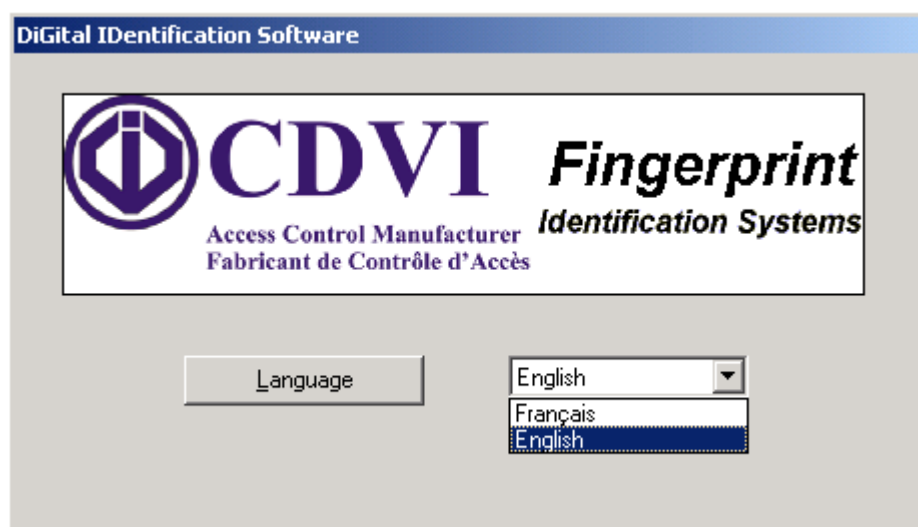 DiGital IDentification Software
CDVI
Access Control Manufacturer
Fabricant de Contrôle d'Accès
Fingerprint
Identification Systems
Language
English
Français
English